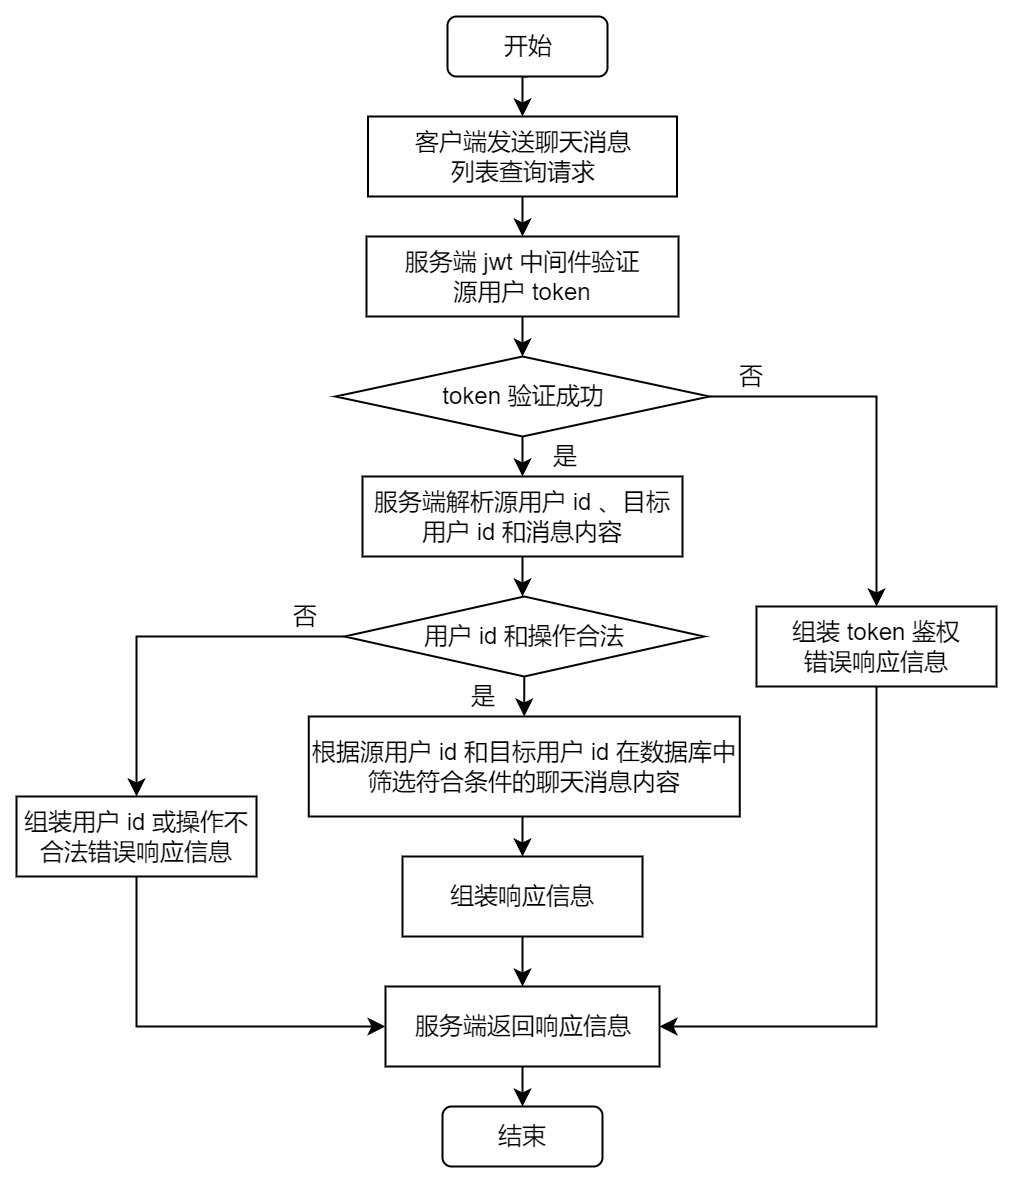 开始
客户端发送聊天消息
列表查询请求
服务端 jwt 中间件验证
源用户 token
token 验证成功
否
是
服务端解析源用户 id 、目标
用户 id 和消息内容
否
用户 id 和操作合法
组装 token 鉴权
错误响应信息
是
根据源用户 id 和目标用户 id 在数据库中
筛选符合条件的聊天消息内容
组装用户 id 或操作不
合法错误响应信息
组装响应信息
服务端返回响应信息
结束